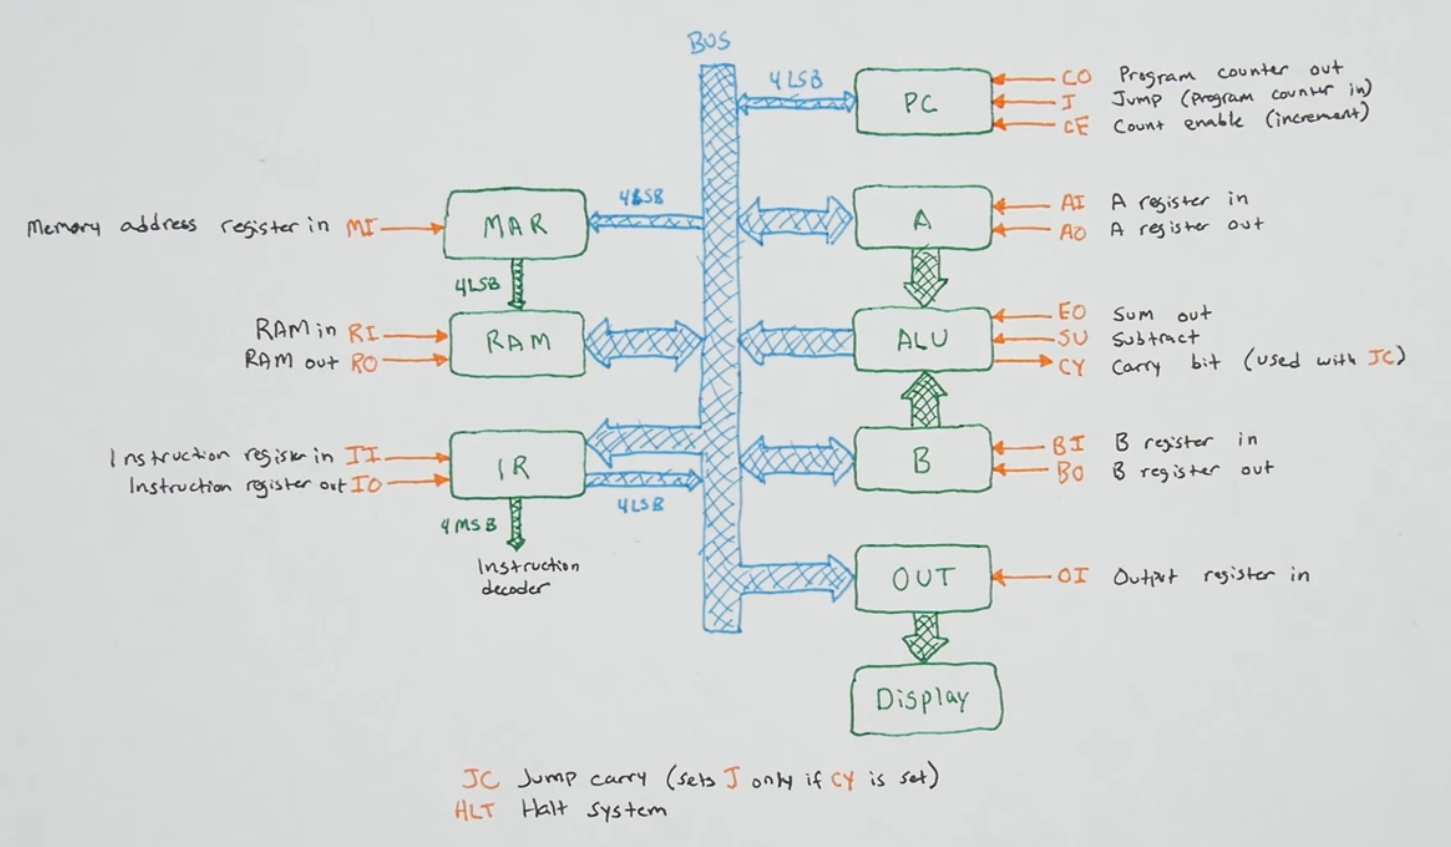 BUS
4LSB
PC
CO Program counter out
J Jump (program counter in)
CE Count enable (increment)
Memory address register in MI
MAR
4LSB
A
AI A register in
AO A register out
4LSB
RAM in RI
RAM out RO
RAM
ALU
EO Sum out
SU Subtract
CY Carry bit (used with JC)
Instruction register in II
Instruction register out IO
IR
4LSB
B
BI B register in
BO B register out
4MSB
Instruction
decoder
OUT
OI Output register in
Display
JC Jump carry (sets J only if CY is set)
HLT Halt system